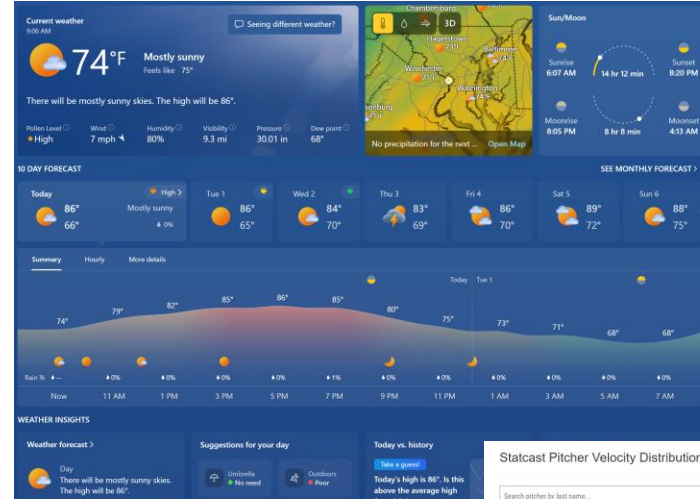 Current weather
9:06 AM
Seeing different weather?
74°F
Mostly sunny
Feels like 75°
There will be mostly sunny skies. The high will be 86°.
Pollen Level Wind Humidity Visibility Pressure Dew point
High 7 mph 80% 9.3 mi 30.01 in 68°
Chambersburg
3D
Hagerstown
73°F
Baltimore
Winchester
Washington
No precipitation for the next ... Open Map
Sun/Moon
Sunrise
6:07 AM
14 hr 12 min
Sunset
8:20 PM
Moonrise
8:05 PM
8 hr 8 min
Moonset
4:13 AM
10 DAY FORECAST
SEE MONTHLY FORECAST >
Today High > Tue 1 Wed 2 Thu 3 Fri 4 Sat 5 Sun 6
86° Mostly sunny 86° 84° 83° 86° 89° 88°
66° 0% 65° 70° 69° 70° 72° 75°
Summary Hourly More details
Today Tue 1
74° 79° 82° 85° 86° 85° 80° 75° 73° 71° 68° 68°
Rain % -- 0% 0% 0% 0% 1% 0% 0% 0% 0% 0% 0%
Now 11 AM 1 PM 3 PM 5 PM 7 PM 9 PM 11 PM 1 AM 3 AM 5 AM 7 AM
WEATHER INSIGHTS
Weather forecast >
Day
There will be mostly sunny skies.
The high will be 86°.
Suggestions for your day
Umbrella
No need
Outdoors
Poor
Today vs. history
Take a guess!
Today's high is 86°. Is this
above the average high
Statcast Pitcher Velocity Distribution
Search pitcher by last name...